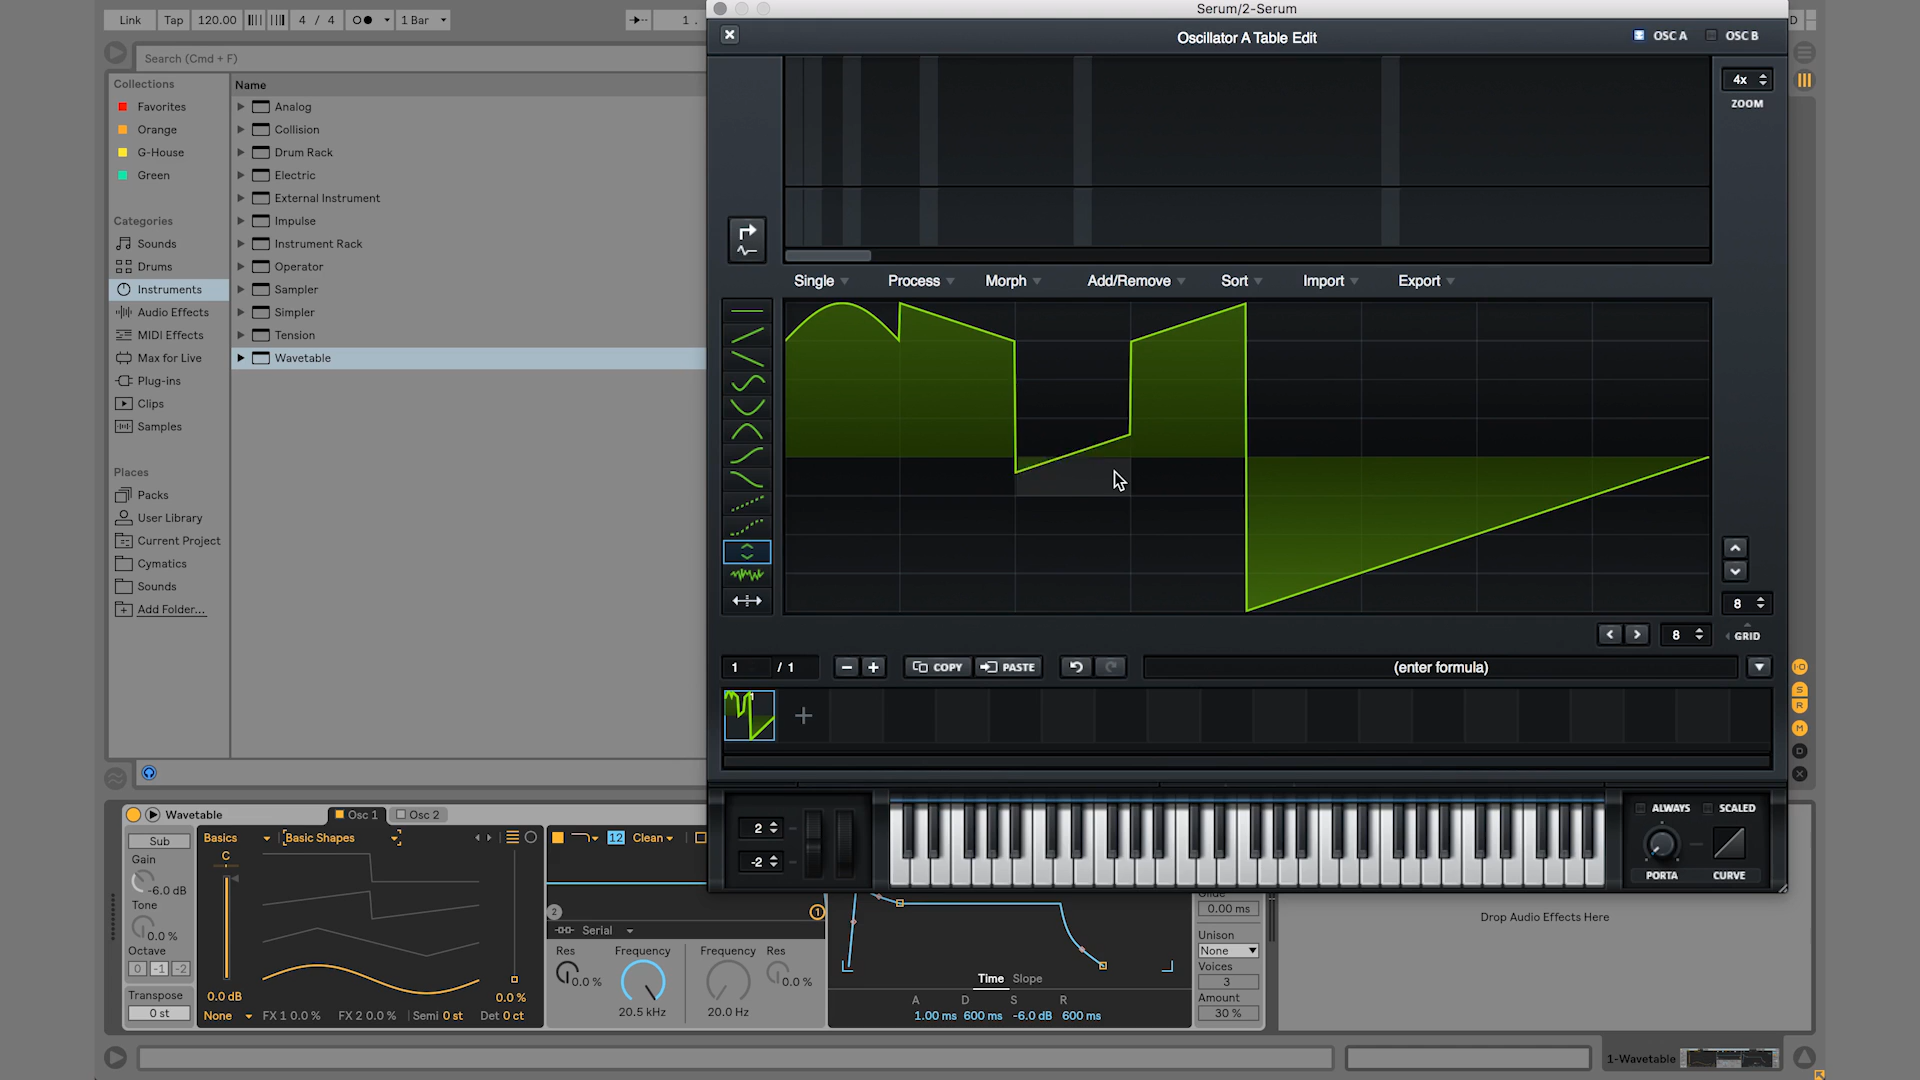 Serum/2-Serum
Link Tap 120.00 4 / 4 1 Bar 1 .
D
Oscillator A Table Edit OSC A OSC B
Search (Cmd + F)
4x
ZOOM
Collections
Favorites
Orange
G-House
Green
Categories
Sounds
Drums
Instruments
Audio Effects
MIDI Effects
Max for Live
Plug-ins
Clips
Samples
Places
Packs
User Library
Current Project
Cymatics
Sounds
Add Folder...
Name
Analog
Collision
Drum Rack
Electric
External Instrument
Impulse
Instrument Rack
Operator
Sampler
Simpler
Tension
Wavetable
Single Process Morph Add/Remove Sort Import Export
8
8 GRID
1 / 1 COPY PASTE (enter formula)
1
I·O
S
R
M
D
2
-2
ALWAYS SCALED
PORTA CURVE
Wavetable Osc 1 Osc 2
Sub
Gain
-6.0 dB
Tone
0.0 %
Octave
0 -1 -2
Transpose
0 st
Basics Basic Shapes
C
0.0 dB 0.0 %
None FX 1 0.0 % FX 2 0.0 % Semi 0 st Det 0 ct
12 Clean
2 1
Serial
Res Frequency Frequency Res
0.0 % 0.0 %
20.5 kHz 20.0 Hz
Time Slope
A D S R
1.00 ms 600 ms -6.0 dB 600 ms
Glide
0.00 ms
Unison
None
Voices
3
Amount
30 %
Drop Audio Effects Here
1-Wavetable